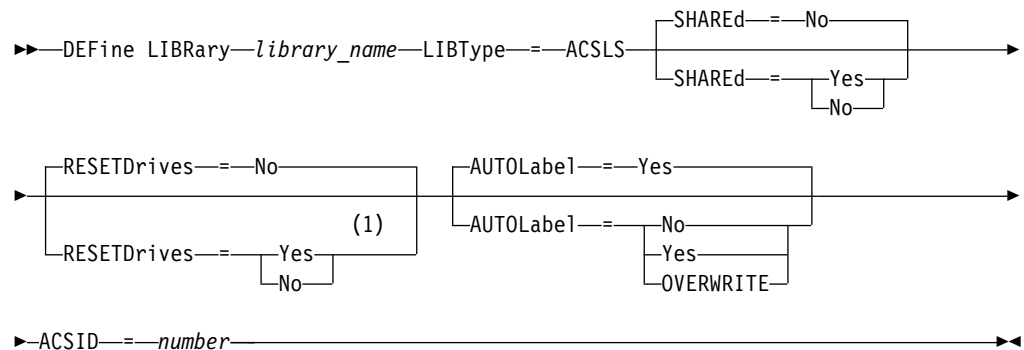 SHAREd = No
DEFine LIBRary library_name LIBType = ACSLS
SHAREd = Yes
No
RESETDrives = No
AUTOLabel = Yes
(1)
RESETDrives = Yes
No
AUTOLabel = No
Yes
OVERWRITE
ACSID = number